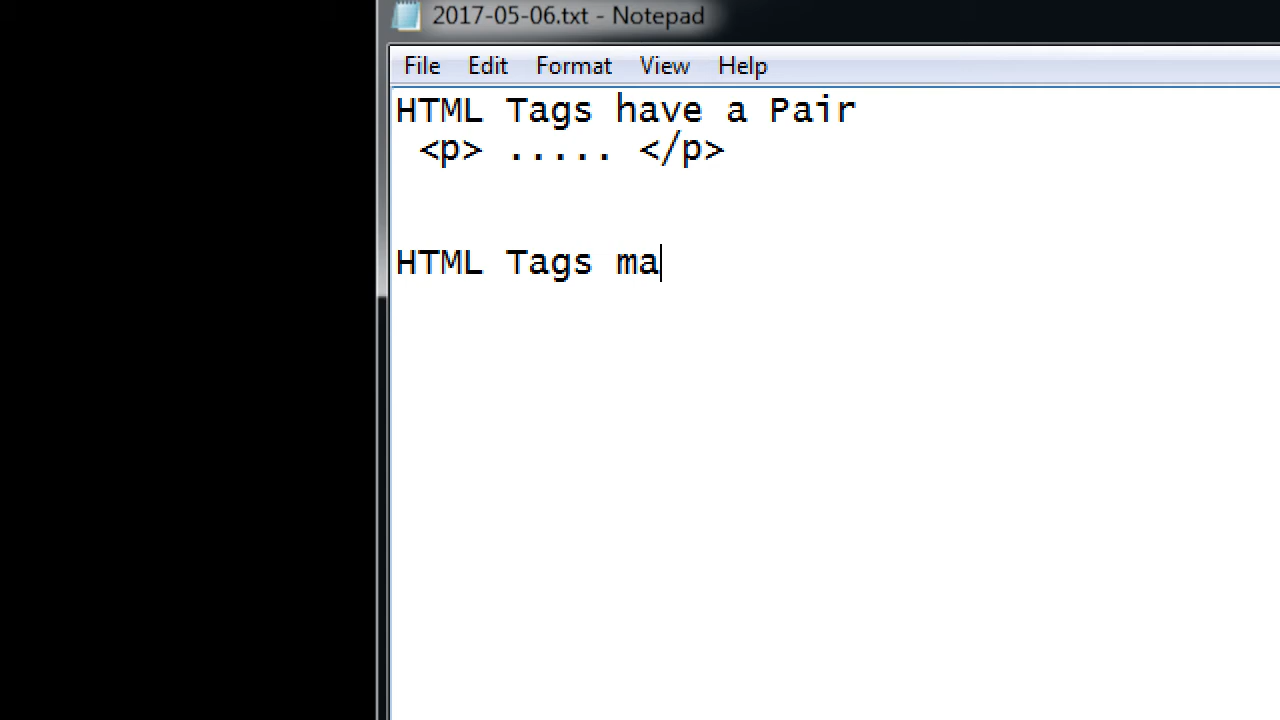 2017-05-06.txt - Notepad
File Edit Format View Help
HTML Tags have a Pair
<p> ..... </p>
HTML Tags ma